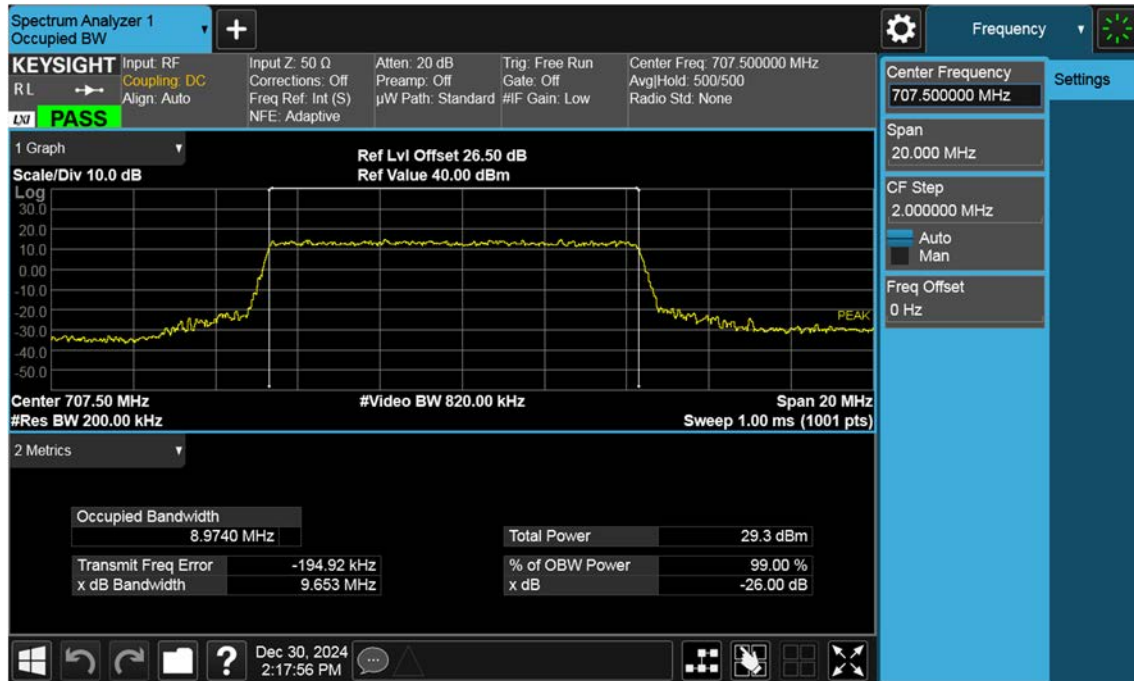 Spectrum Analyzer 1
Occupied BW
+
Frequency
KEYSIGHT
R L
LXI PASS
Input: RF
Coupling: DC
Align: Auto
Input Z: 50 Ω
Corrections: Off
Freq Ref: Int (S)
NFE: Adaptive
Atten: 20 dB
Preamp: Off
µW Path: Standard
Trig: Free Run
Gate: Off
#IF Gain: Low
Center Freq: 707.500000 MHz
Avg|Hold: 500/500
Radio Std: None
Center Frequency
707.500000 MHz
Settings
Span
20.000 MHz
CF Step
2.000000 MHz
Auto
Man
Freq Offset
0 Hz
1 Graph
Scale/Div 10.0 dB
Ref Lvl Offset 26.50 dB
Ref Value 40.00 dBm
Log
30.0
20.0
10.0
0.00
-10.0
-20.0
-30.0
-40.0
-50.0
PEAK
Center 707.50 MHz
#Video BW 820.00 kHz
Span 20 MHz
#Res BW 200.00 kHz
Sweep 1.00 ms (1001 pts)
2 Metrics
Occupied Bandwidth
8.9740 MHz
Total Power 29.3 dBm
Transmit Freq Error -194.92 kHz
% of OBW Power 99.00 %
x dB Bandwidth 9.653 MHz
x dB -26.00 dB
?
Dec 30, 2024
2:17:56 PM